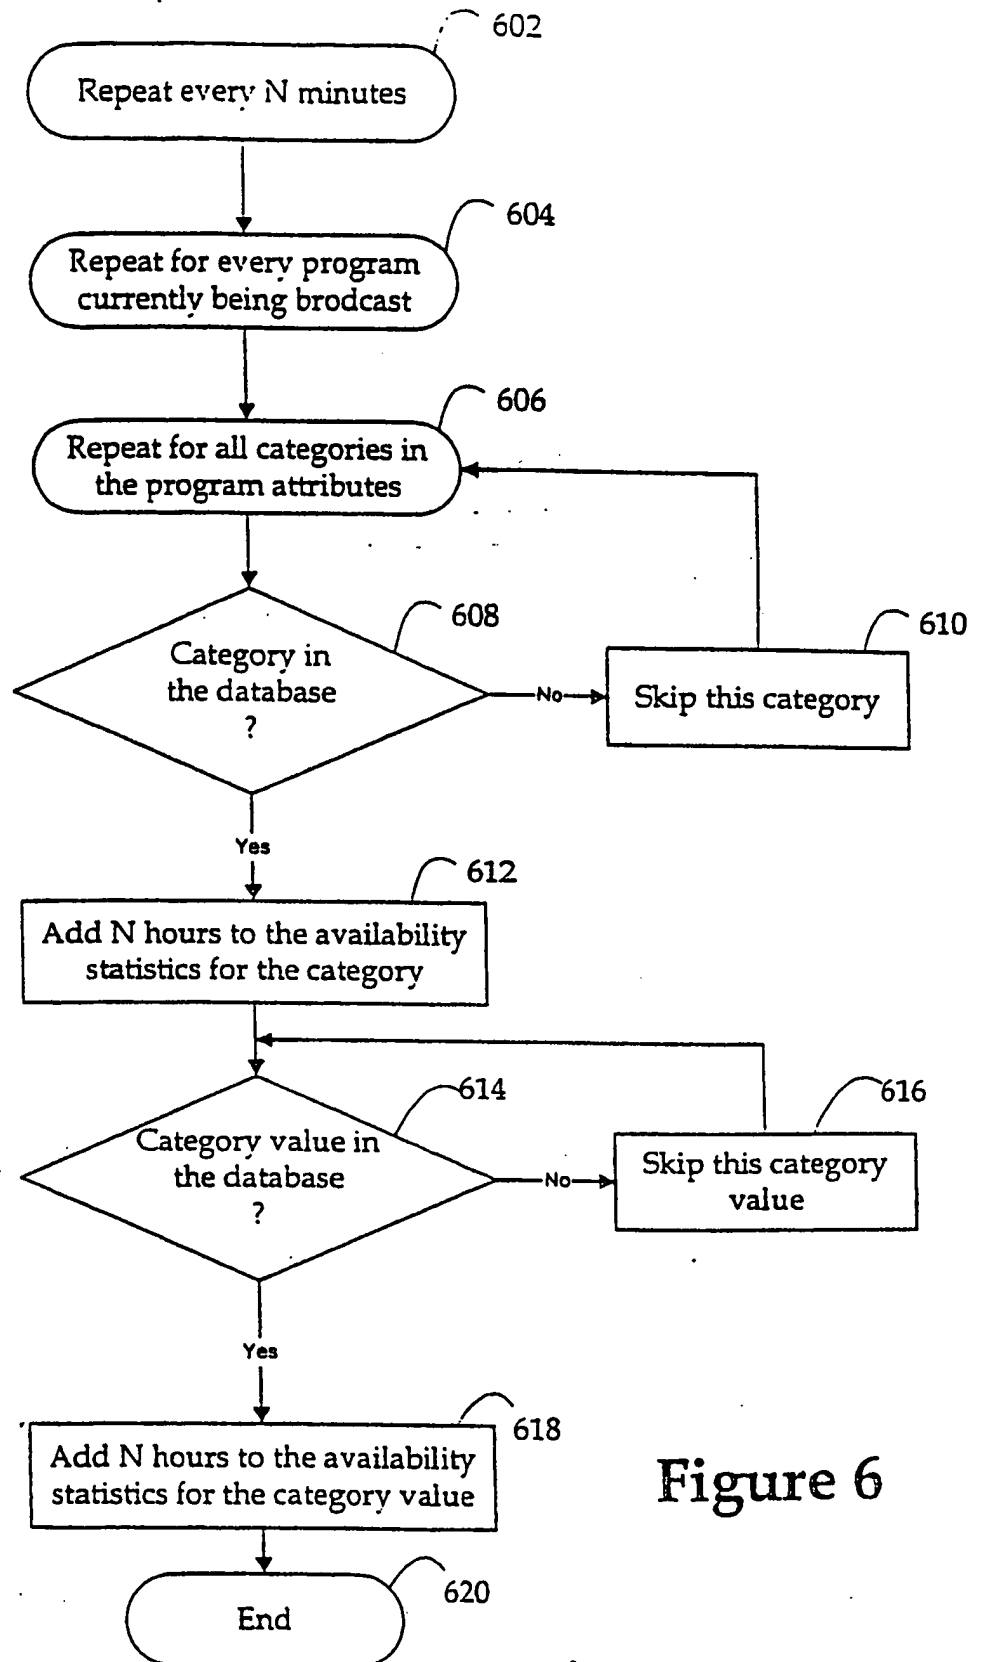 602
Repeat every N minutes
604
Repeat for every program
currently being brodcast
606
Repeat for all categories in
the program attributes
608
Category in
the database
?
No
610
Skip this category
Yes
612
Add N hours to the availability
statistics for the category
614
Category value in
the database
?
No
616
Skip this category
value
Yes
618
Add N hours to the availability
statistics for the category value
Figure 6
620
End